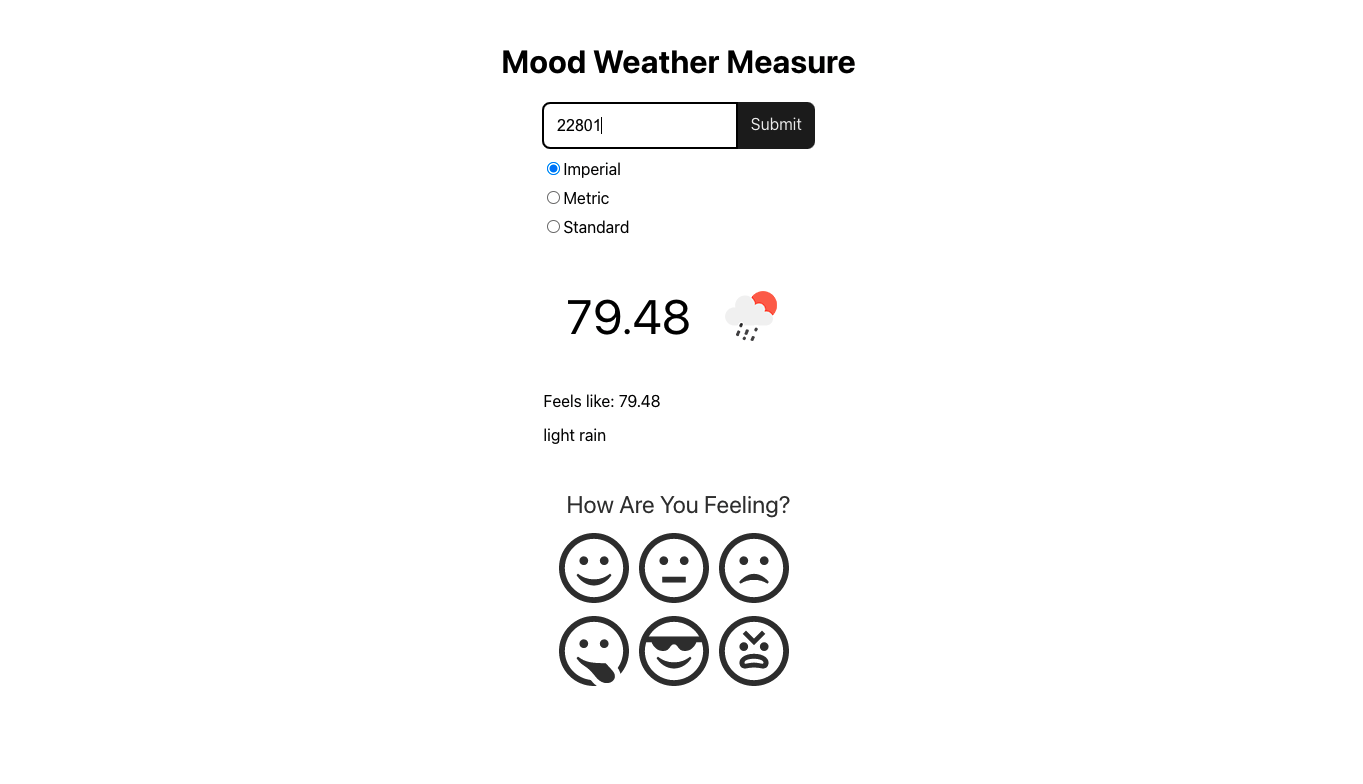 Mood Weather Measure
22801
Submit
Imperial
Metric
Standard
79.48
Feels like: 79.48
light rain
How Are You Feeling?